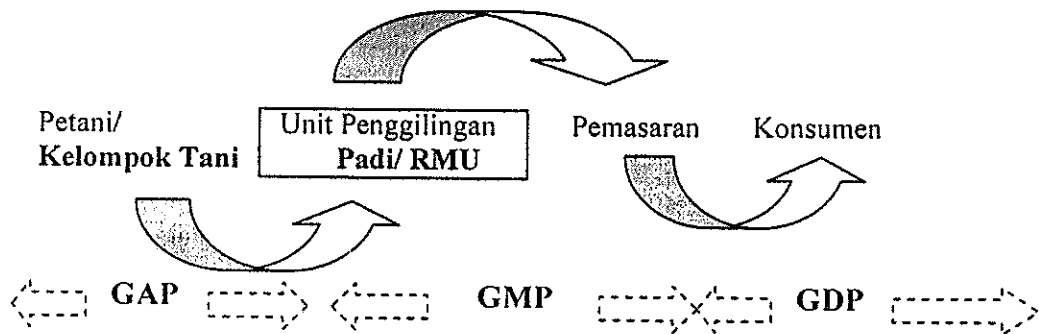 Petani/
Kelompok Tani
Unit Penggilingan
Padi/ RMU
Pemasaran
Konsumen
GAP
GMP
GDP